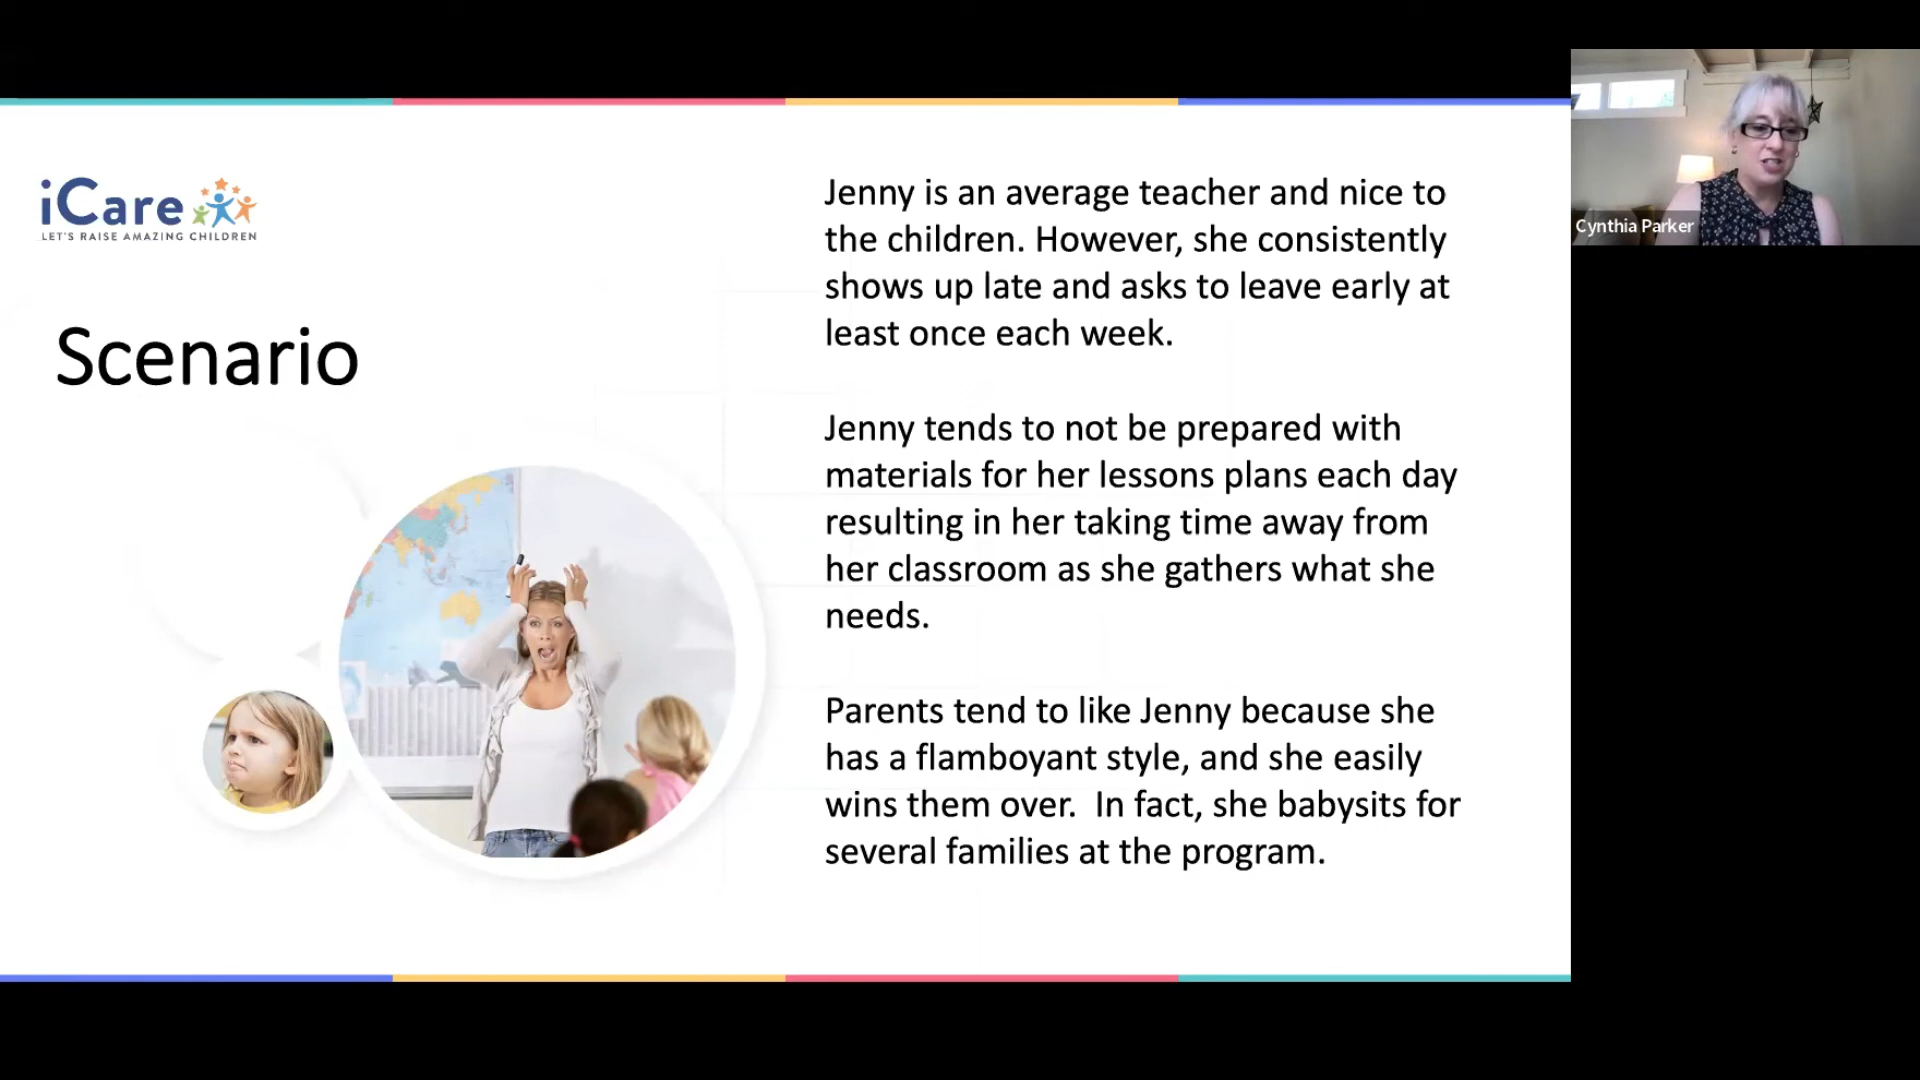 iCare
LET'S RAISE AMAZING CHILDREN
Scenario
Jenny is an average teacher and nice to
the children. However, she consistently
shows up late and asks to leave early at
least once each week.
Jenny tends to not be prepared with
materials for her lessons plans each day
resulting in her taking time away from
her classroom as she gathers what she
needs.
Parents tend to like Jenny because she
has a flamboyant style, and she easily
wins them over.  In fact, she babysits for
several families at the program.
Cynthia Parker